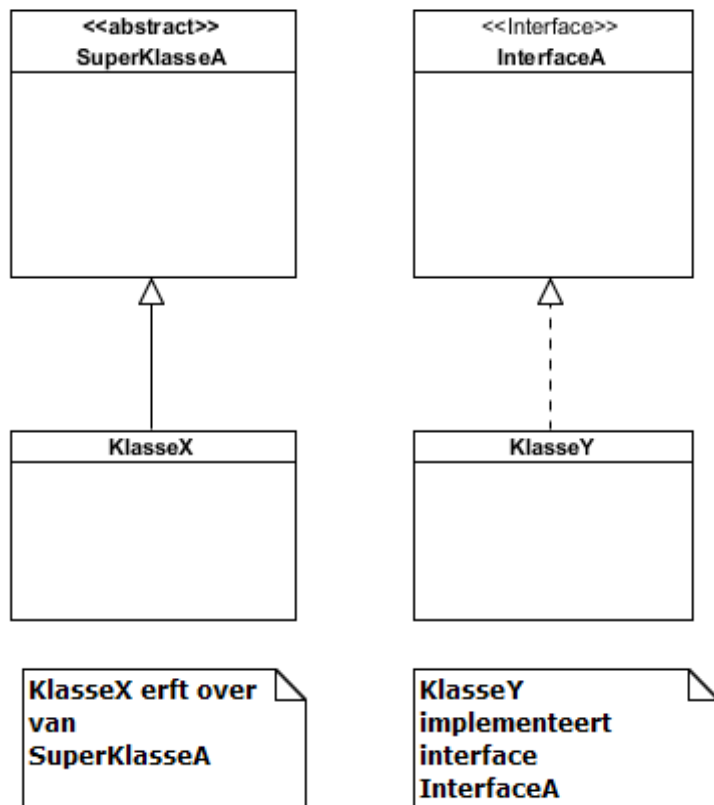 <<abstract>>
SuperKlasseA
<<Interface>>
InterfaceA
KlasseX
KlasseY
KlasseX erft over
van
SuperKlasseA
KlasseY
implementeert
interface
InterfaceA